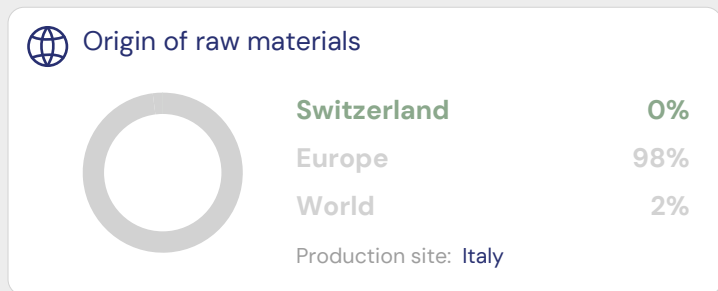 Origin of raw materials
Switzerland 0%
Europe 98%
World 2%
Production site: Italy